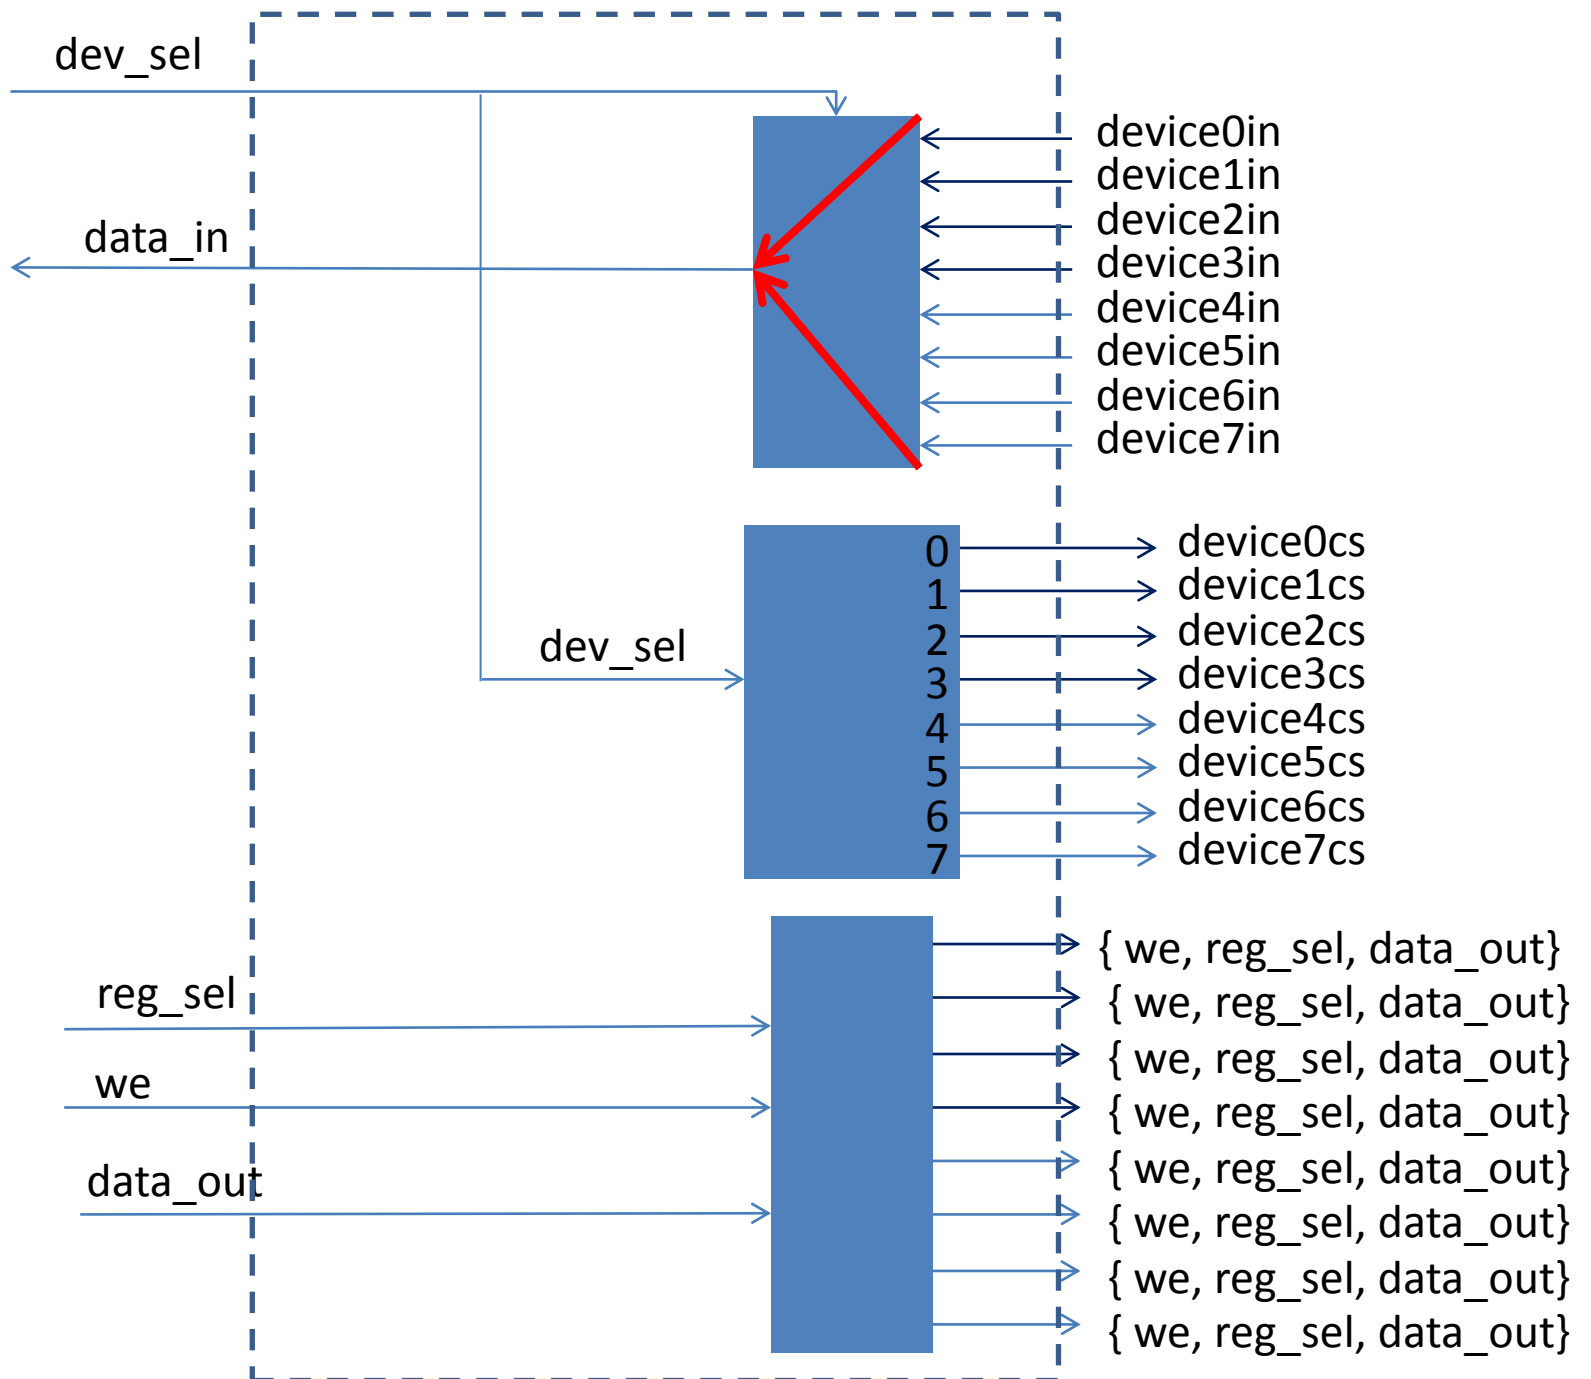 dev_sel
data_in
device0in
device1in
device2in
device3in
device4in
device5in
device6in
device7in
dev_sel
0
1
2
3
4
5
6
7
device0cs
device1cs
device2cs
device3cs
device4cs
device5cs
device6cs
device7cs
reg_sel
we
data_out
{ we, reg_sel, data_out}
{ we, reg_sel, data_out}
{ we, reg_sel, data_out}
{ we, reg_sel, data_out}
{ we, reg_sel, data_out}
{ we, reg_sel, data_out}
{ we, reg_sel, data_out}
{ we, reg_sel, data_out}